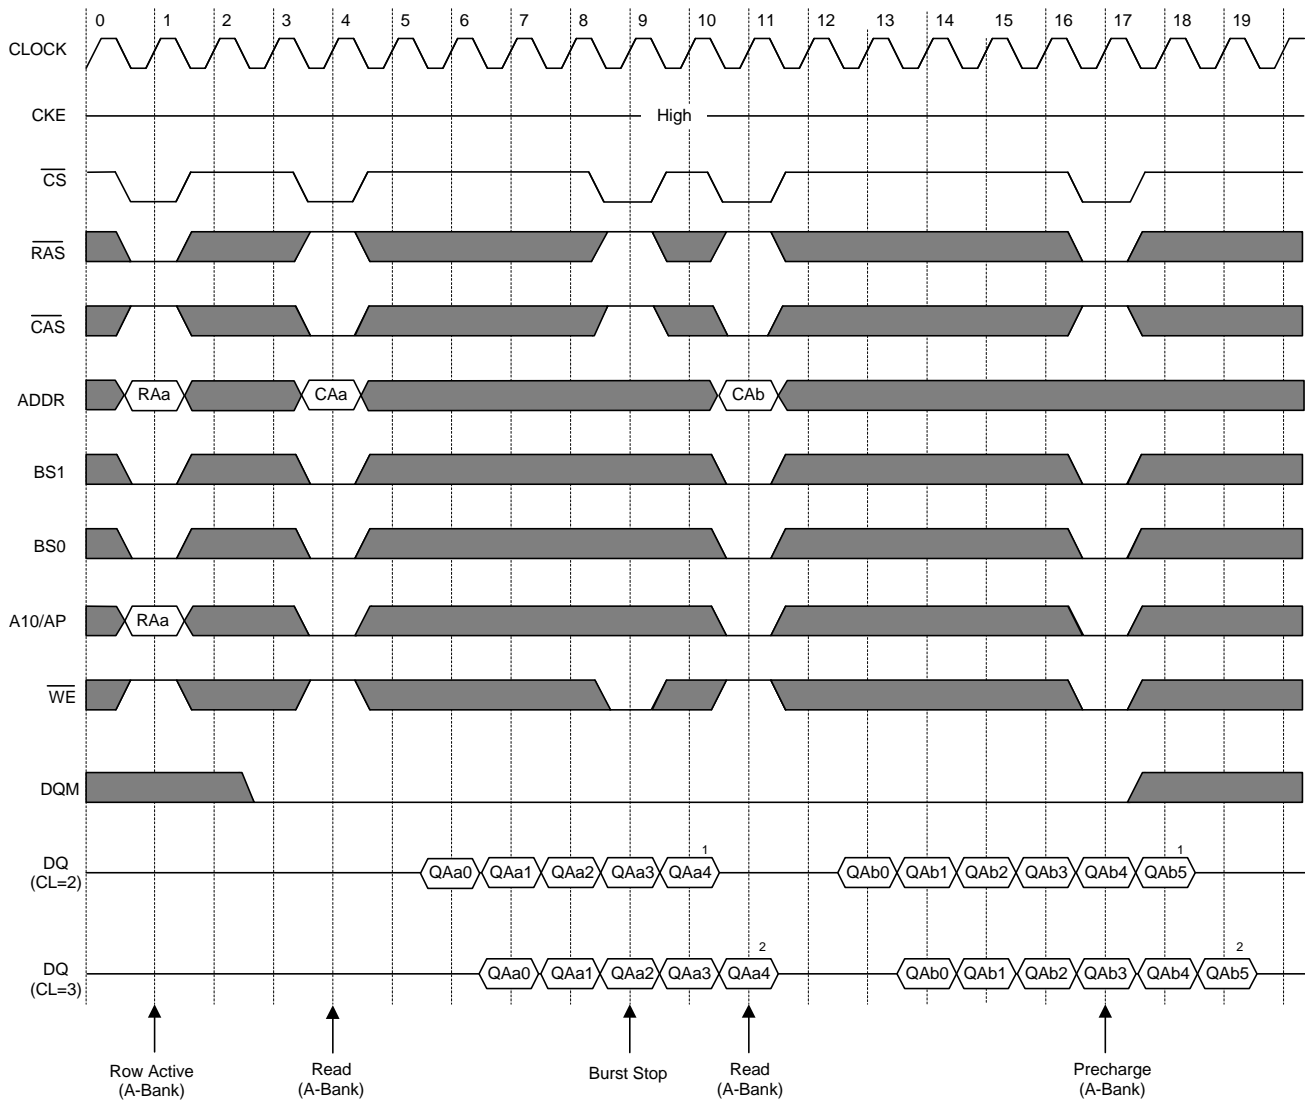 0 1 2 3 4 5 6 7 8 9 10 11 12 13 14 15 16 17 18 19
CLOCK
CKE High
CS
RAS
CAS
ADDR RAa CAa CAb
BS1
BS0
A10/AP RAa
WE
DQM
1 1
DQ
(CL=2)
QAa0 QAa1 QAa2 QAa3 QAa4 QAb0 QAb1 QAb2 QAb3 QAb4 QAb5
2 2
DQ
(CL=3)
QAa0 QAa1 QAa2 QAa3 QAa4 QAb0 QAb1 QAb2 QAb3 QAb4 QAb5
Row Active
(A-Bank)
Read
(A-Bank)
Burst Stop
Read
(A-Bank)
Precharge
(A-Bank)